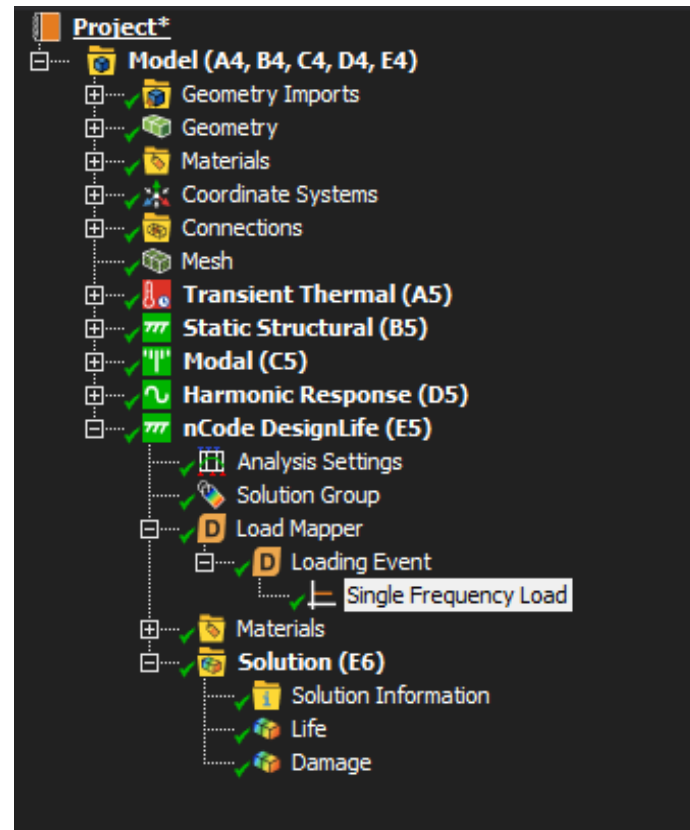 Project*
Model (A4, B4, C4, D4, E4)
Geometry Imports
Geometry
Materials
Coordinate Systems
Connections
Mesh
Transient Thermal (A5)
Static Structural (B5)
Modal (C5)
Harmonic Response (D5)
nCode DesignLife (E5)
Analysis Settings
Solution Group
D Load Mapper
D Loading Event
Single Frequency Load
Materials
Solution (E6)
i Solution Information
Life
Damage